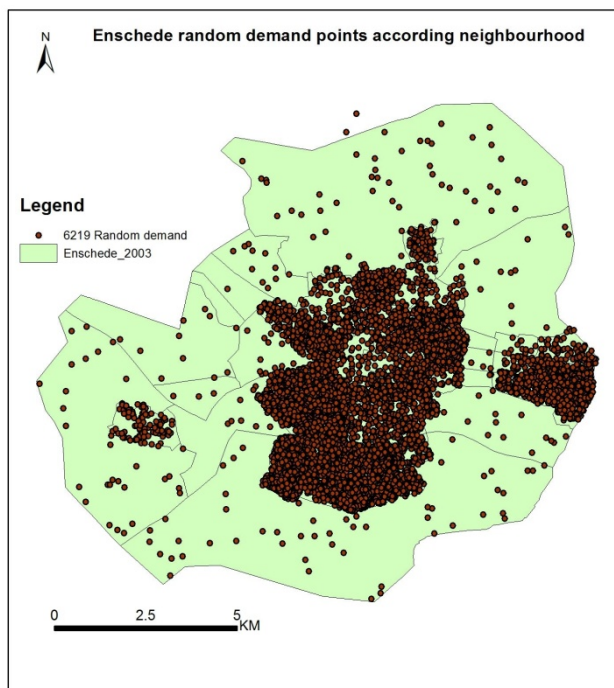 Enschede random demand points according neighbourhood
N
Legend
6219 Random demand
Enschede_2003
0 2.5 5
KM